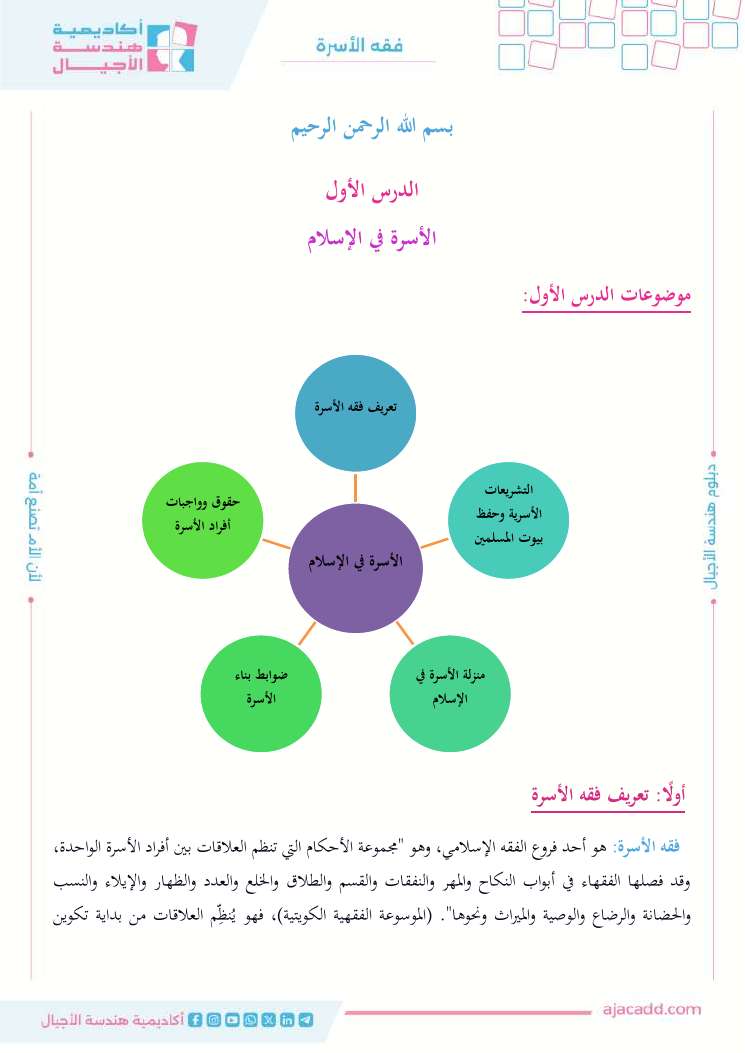 أكاديمية
هندسة
الأجيال
فقه الأسرة
بسم الله الرحمن الرحيم
الدرس الأول
الأسرة في الإسلام
موضوعات الدرس الأول:
تعريف فقه الأسرة
التشريعات
الأسرية وحفظ
بيوت المسلمين
منزلة الأسرة في
الإسلام
ضوابط بناء
الأسرة
حقوق وواجبات
أفراد الأسرة
الأسرة في الإسلام
دبلوم هندسة الأجيال
لأن الأم تصنع أمة
أولًا: تعريف فقه الأسرة
فقه الأسرة: هو أحد فروع الفقه الإسلامي، وهو "مجموعة الأحكام التي تنظم العلاقات بين أفراد الأسرة الواحدة،
وقد فصلها الفقهاء في أبواب النكاح والمهر والنفقات والقسم والطلاق والخلع والعدد والظهار والإيلاء والنسب
والحضانة والرضاع والوصية والميراث ونحوها". (الموسوعة الفقهية الكويتية)، فهو يُنظِّم العلاقات من بداية تكوين
أكاديمية هندسة الأجيال
ajacadd.com